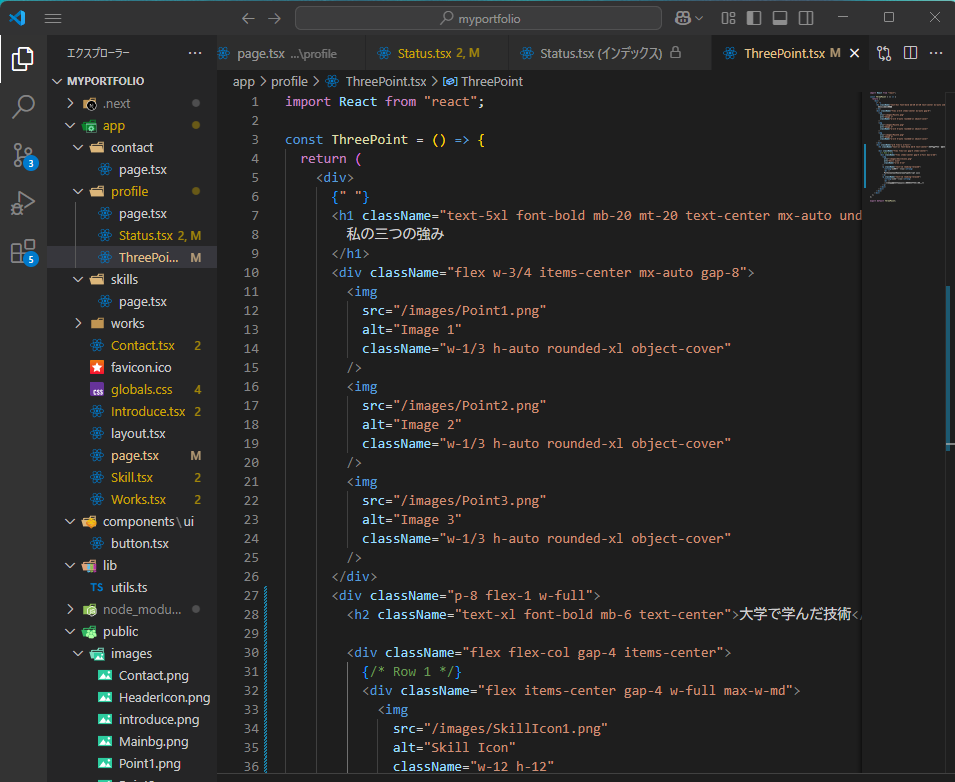 myportfolio
エクスプローラー
page.tsx ...\profile
Status.tsx 2, M
Status.tsx (インデックス)
ThreePoint.tsx M
MYPORTFOLIO
.next
app
contact
page.tsx
profile
page.tsx
Status.tsx 2, M
ThreePoi... M
skills
page.tsx
works
Contact.tsx 2
favicon.ico
globals.css 4
Introduce.tsx 2
layout.tsx
page.tsx M
Skill.tsx 2
Works.tsx 2
components\ui
button.tsx
lib
TS utils.ts
node_modu...
public
images
Contact.png
HeaderIcon.png
introduce.png
Mainbg.png
Point1.png
3
5
app > profile > ThreePoint.tsx > ThreePoint
1 import React from "react";
2
3 const ThreePoint = () => {
4 return (
5 <div>
6 {" "}
7 <h1 className="text-5xl font-bold mb-20 mt-20 text-center mx-auto und
8 私の三つの強み
9 </h1>
10 <div className="flex w-3/4 items-center mx-auto gap-8">
11 <img
12 src="/images/Point1.png"
13 alt="Image 1"
14 className="w-1/3 h-auto rounded-xl object-cover"
15 />
16 <img
17 src="/images/Point2.png"
18 alt="Image 2"
19 className="w-1/3 h-auto rounded-xl object-cover"
20 />
21 <img
22 src="/images/Point3.png"
23 alt="Image 3"
24 className="w-1/3 h-auto rounded-xl object-cover"
25 />
26 </div>
27 <div className="p-8 flex-1 w-full">
28 <h2 className="text-xl font-bold mb-6 text-center">大学で学んだ技術</
29
30 <div className="flex flex-col gap-4 items-center">
31 {/* Row 1 */}
32 <div className="flex items-center gap-4 w-full max-w-md">
33 <img
34 src="/images/SkillIcon1.png"
35 alt="Skill Icon"
36 className="w-12 h-12"